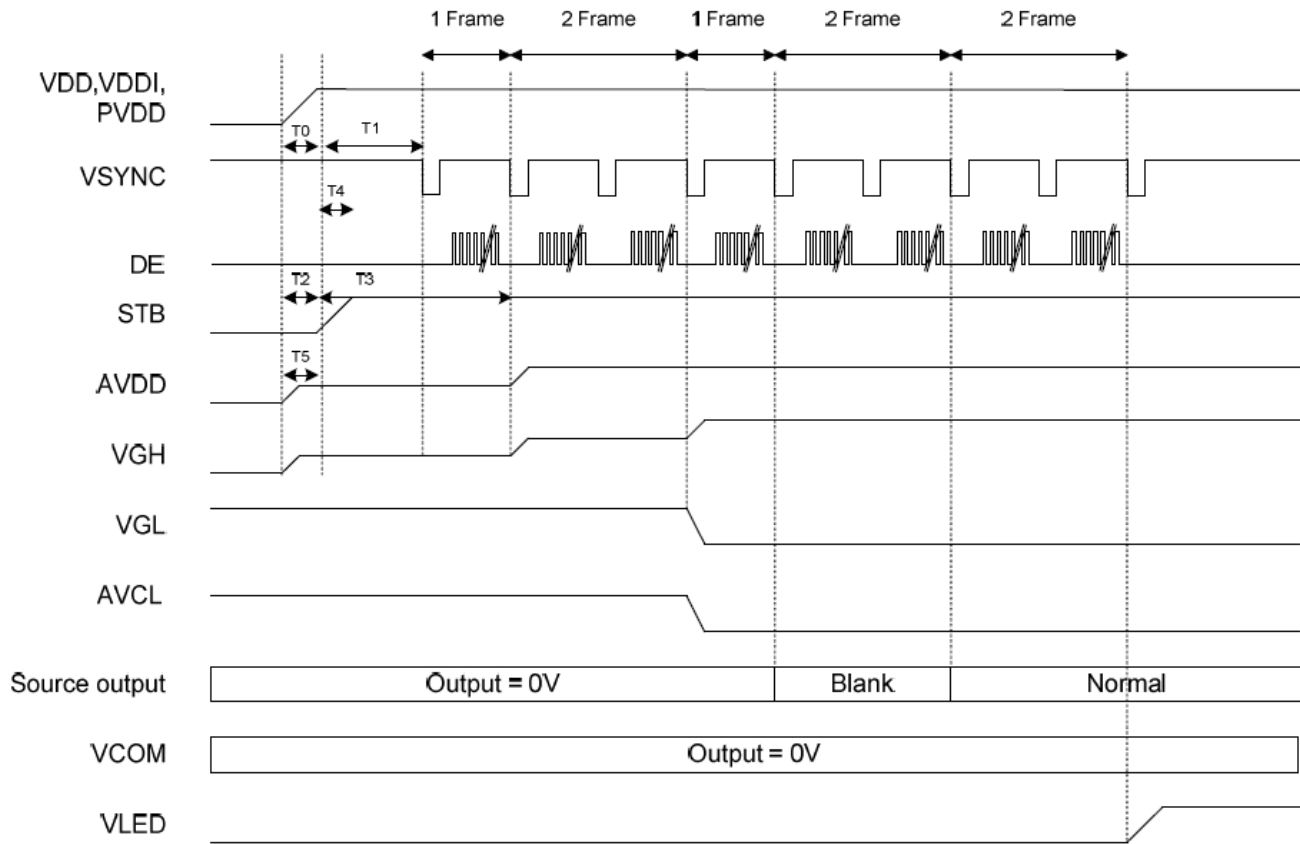 1 Frame 2 Frame 1 Frame 2 Frame 2 Frame
VDD,VDDI,
PVDD
T0 T1
VSYNC
T4
DE
T2 T3
STB
T5
AVDD
VGH
VGL
AVCL
Source output Output = 0V Blank Normal
VCOM Output = 0V
VLED